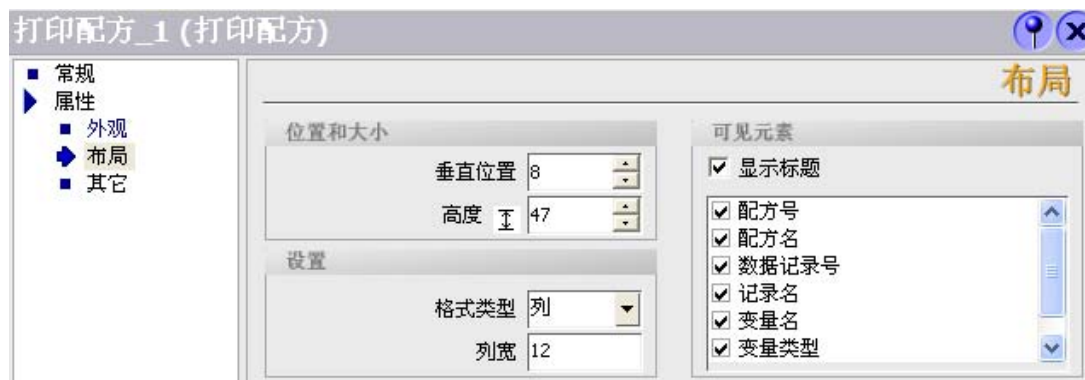 打印配方_1 (打印配方)
常规
属性
外观
布局
其它
布局
位置和大小
垂直位置 8
高度 47
设置
格式类型 列
列宽 12
可见元素
显示标题
配方号
配方名
数据记录号
记录名
变量名
变量类型